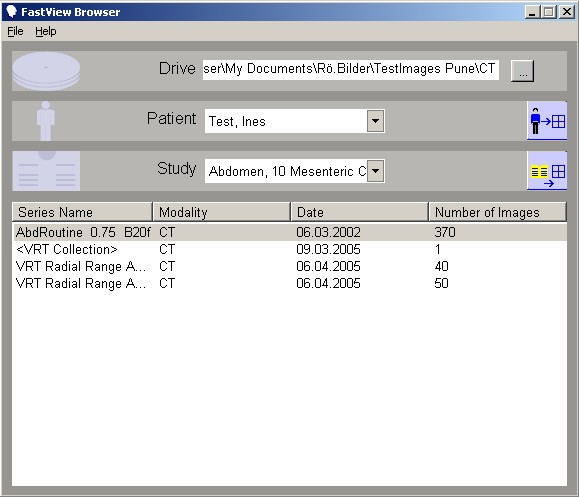 FastView Browser
File Help
Drive ser\My Documents\Rö.Bilder\TestImages Pune\CT ...
Patient Test, Ines
Study Abdomen, 10 Mesenteric C
Series Name Modality Date Number of Images
AbdRoutine 0.75 B20f CT 06.03.2002 370
<VRT Collection> CT 09.03.2005 1
VRT Radial Range A... CT 06.04.2005 40
VRT Radial Range A... CT 06.04.2005 50